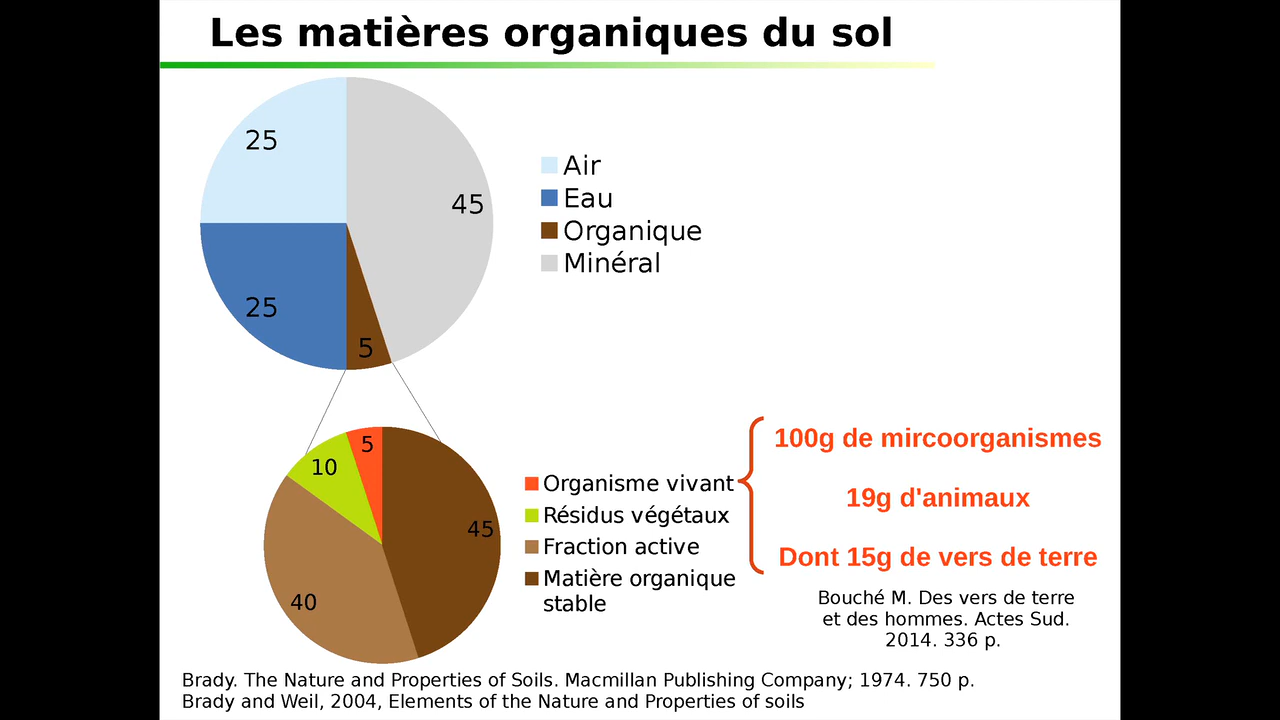 Les matières organiques du sol
25
45
25
5
Air
Eau
Organique
Minéral
5
10
45
40
Organisme vivant
Résidus végétaux
Fraction active
Matière organique
stable
100g de mircoorganismes
19g d'animaux
Dont 15g de vers de terre
Bouché M. Des vers de terre
et des hommes. Actes Sud.
2014. 336 p.
Brady. The Nature and Properties of Soils. Macmillan Publishing Company; 1974. 750 p.
Brady and Weil, 2004, Elements of the Nature and Properties of soils